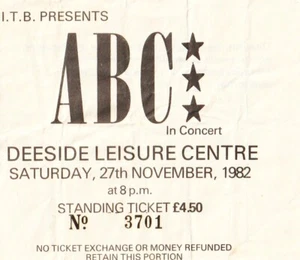 I.T.B. PRESENTS
ABC
In Concert
DEESIDE LEISURE CENTRE
SATURDAY, 27th NOVEMBER, 1982
at 8 p.m.
STANDING TICKET £4.50
No 3701
NO TICKET EXCHANGE OR MONEY REFUNDED
RETAIN THIS PORTION